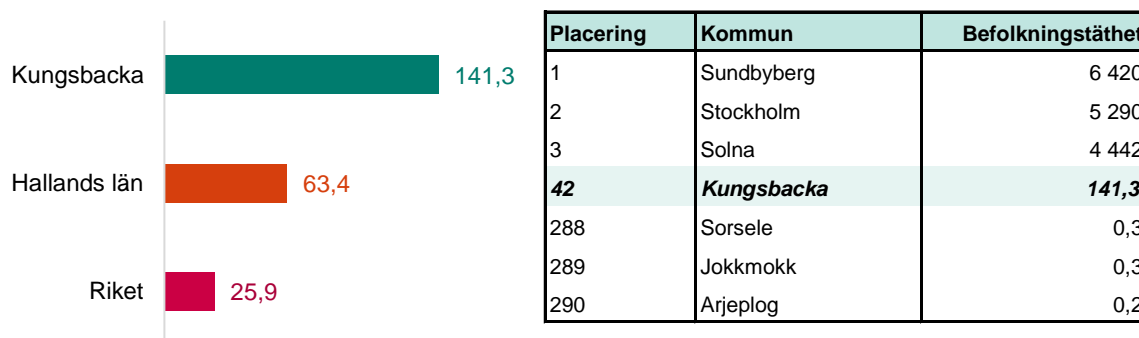 Kungsbacka 141,3
Hallands län 63,4
Riket 25,9
Placering Kommun Befolkningstäthet
1 Sundbyberg 6 420
2 Stockholm 5 290
3 Solna 4 442
42 Kungsbacka 141,3
288 Sorsele 0,3
289 Jokkmokk 0,3
290 Arjeplog 0,2